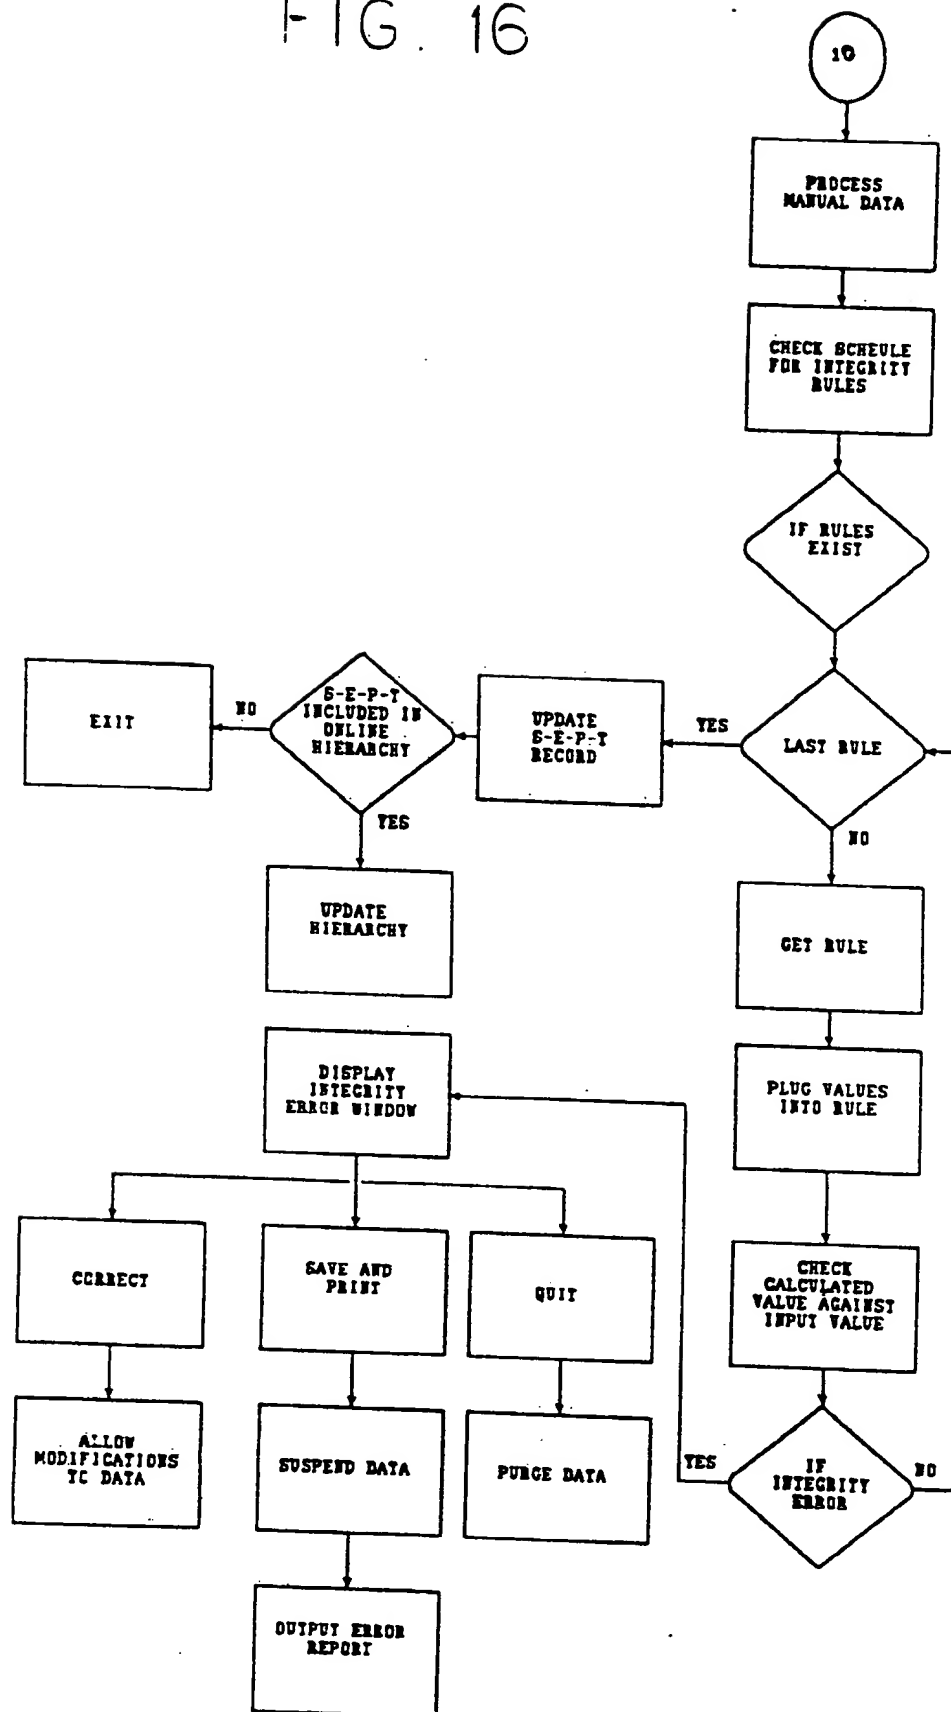 FIG. 16
10
PROCESS
MANUAL DATA
CHECK SCHEULE
FOR INTEGRITY
RULES
IF RULES
EXIST
LAST RULE
YES
NO
UPDATE
S-E-P-T
RECORD
S-E-P-T
INCLUDED IN
ONLINE
HIERARCHY
NO
YES
EXIT
UPDATE
HIERARCHY
GET RULE
PLUG VALUES
INTO RULE
CHECK
CALCULATED
VALUE AGAINST
INPUT VALUE
IF
INTEGRITY
ERROR
YES
NO
DISPLAY
INTEGRITY
ERROR WINDOW
CORRECT
SAVE AND
PRINT
QUIT
ALLOW
MODIFICATIONS
TO DATA
SUSPEND DATA
PURGE DATA
OUTPUT ERROR
REPORT